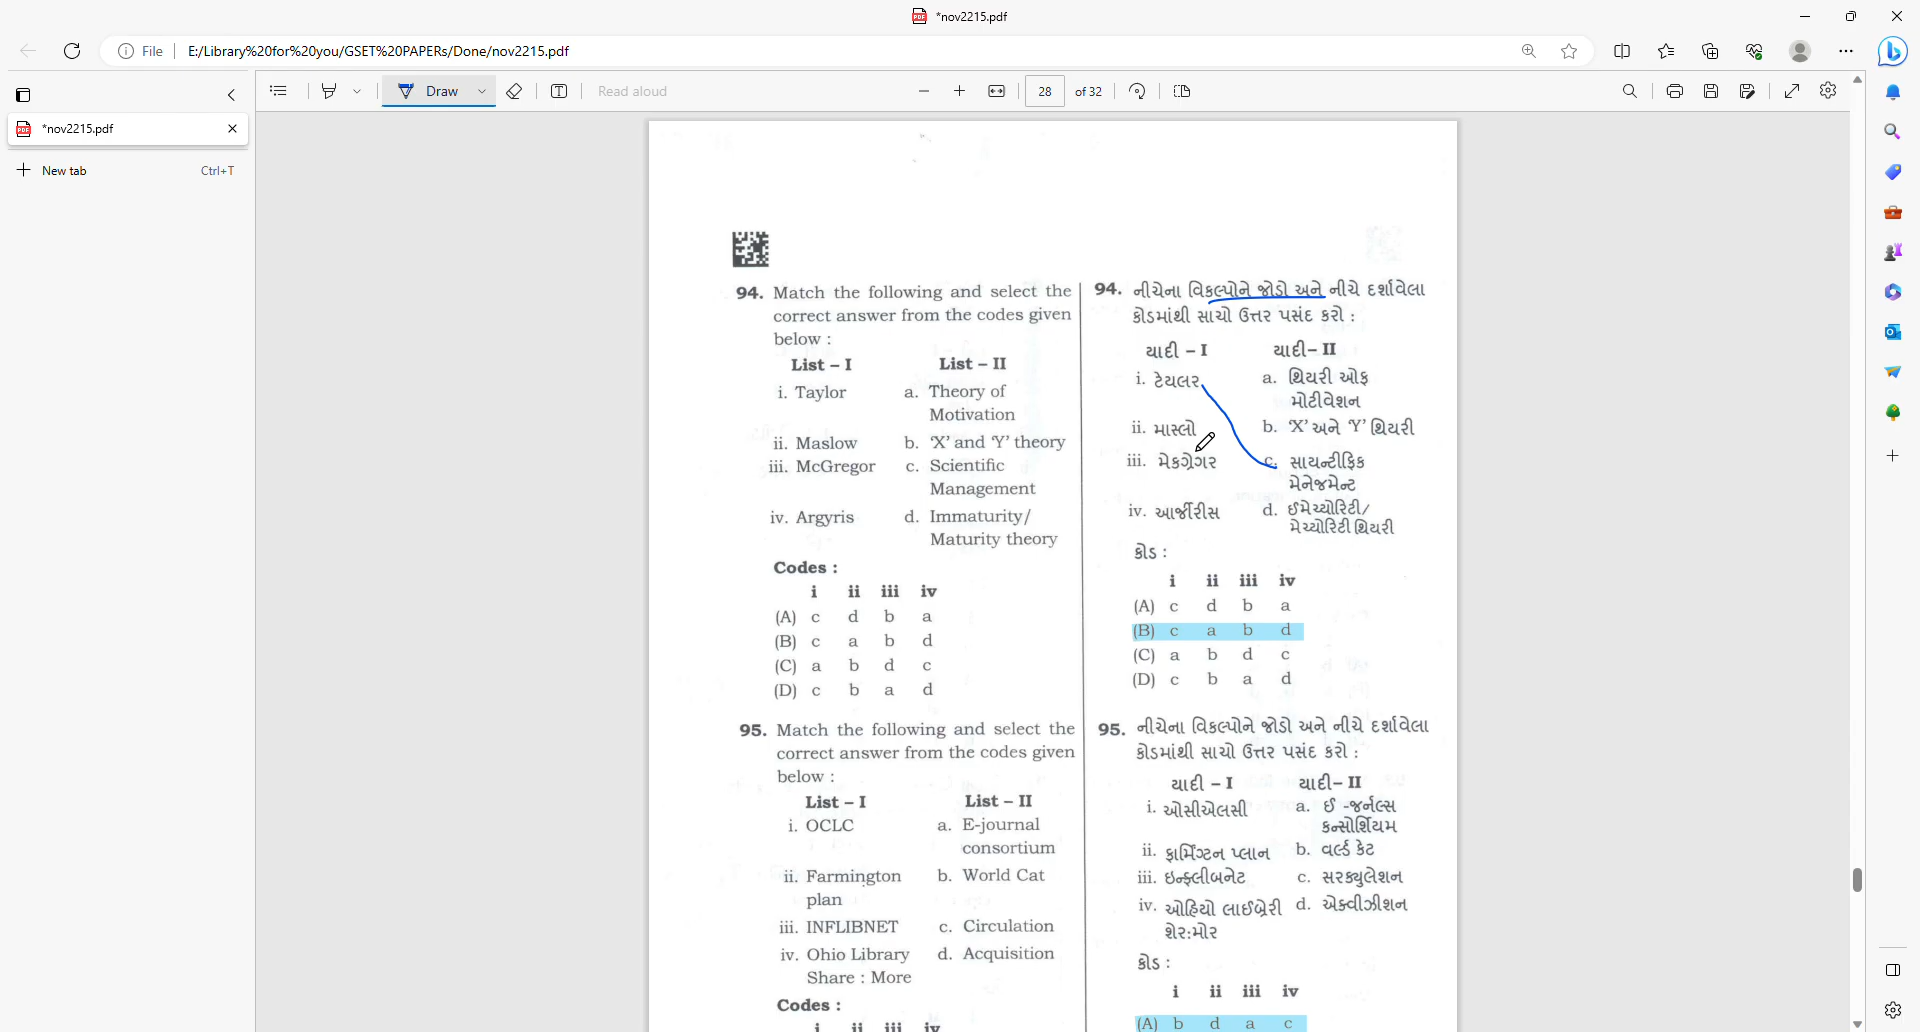 *nov2215.pdf
File
E:/Library%20for%20you/GSET%20PAPERs/Done/nov2215.pdf
Draw
Read aloud
28 of 32
*nov2215.pdf
New tab Ctrl+T
94. Match the following and select the
correct answer from the codes given
below :
List – I List – II
i. Taylor a. Theory of
Motivation
ii. Maslow b. 'X' and 'Y' theory
iii. McGregor c. Scientific
Management
iv. Argyris d. Immaturity/
Maturity theory
Codes :
i ii iii iv
(A) c d b a
(B) c a b d
(C) a b d c
(D) c b a d
95. Match the following and select the
correct answer from the codes given
below :
List – I List – II
i. OCLC a. E-journal
consortium
ii. Farmington b. World Cat
plan
iii. INFLIBNET c. Circulation
iv. Ohio Library d. Acquisition
Share : More
Codes :
i ii iii iv
94. નીચેના વિકલ્પોને જોડો અને નીચે દર્શાવેલા
કોડમાંથી સાચો ઉત્તર પસંદ કરો :
યાદી – I યાદી– II
i. ટેયલર a. થિયરી ઓફ
મોટીવેશન
ii. માસ્લો b. 'X' અને 'Y' થિયરી
iii. મેકગ્રેગર c. સાયન્ટીફિક
મેનેજમેન્ટ
iv. આર્જીરીસ d. ઈમેચ્યોરિટી/
મેચ્યોરિટી થિયરી
કોડ :
i ii iii iv
(A) c d b a
(B) c a b d
(C) a b d c
(D) c b a d
95. નીચેના વિકલ્પોને જોડો અને નીચે દર્શાવેલા
કોડમાંથી સાચો ઉત્તર પસંદ કરો :
યાદી – I યાદી– II
i. ઓસીએલસી a. ઈ -જર્નલ્સ
કન્સોર્શિયમ
ii. ફાર્મિંગ્ટન પ્લાન b. વર્લ્ડ કેટ
iii. ઇન્ફ્લીબનેટ c. સરક્યુલેશન
iv. ઓહિયો લાઈબ્રેરી d. એક્વીઝીશન
શેર:મોર
કોડ :
i ii iii iv
(A) b d a c